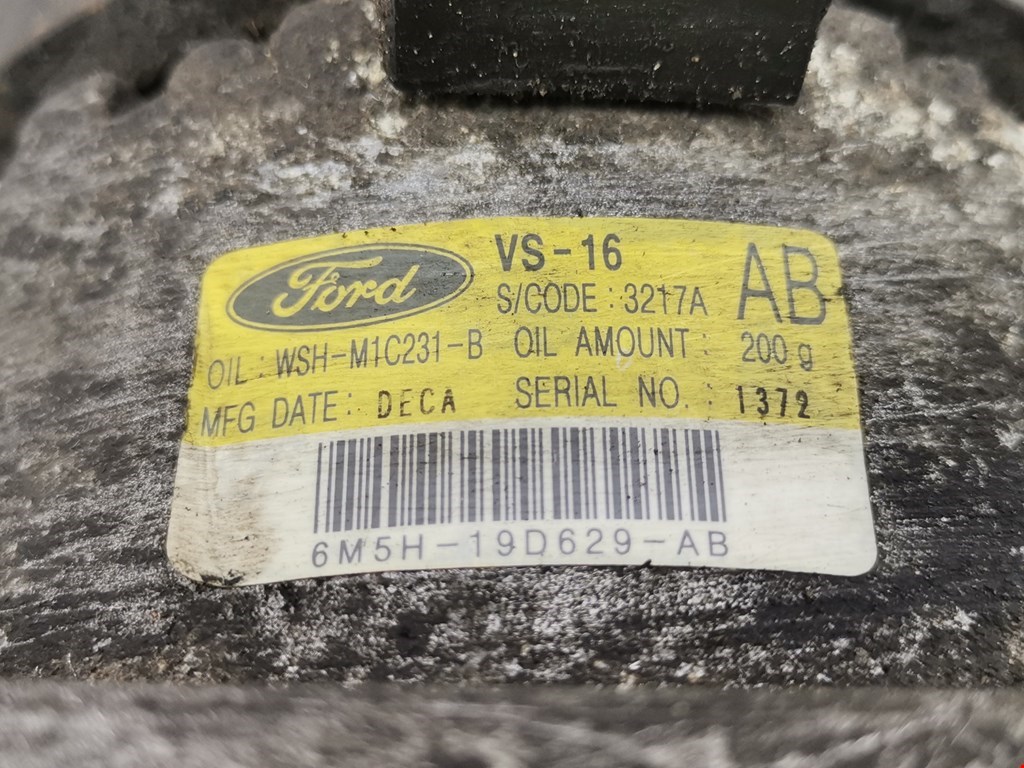 Ford VS-16 AB
S/CODE : 3217A
OIL : WSH-M1C231-B OIL AMOUNT : 200 g
MFG DATE : DECA SERIAL NO. : 1372
6M5H-19D629-AB